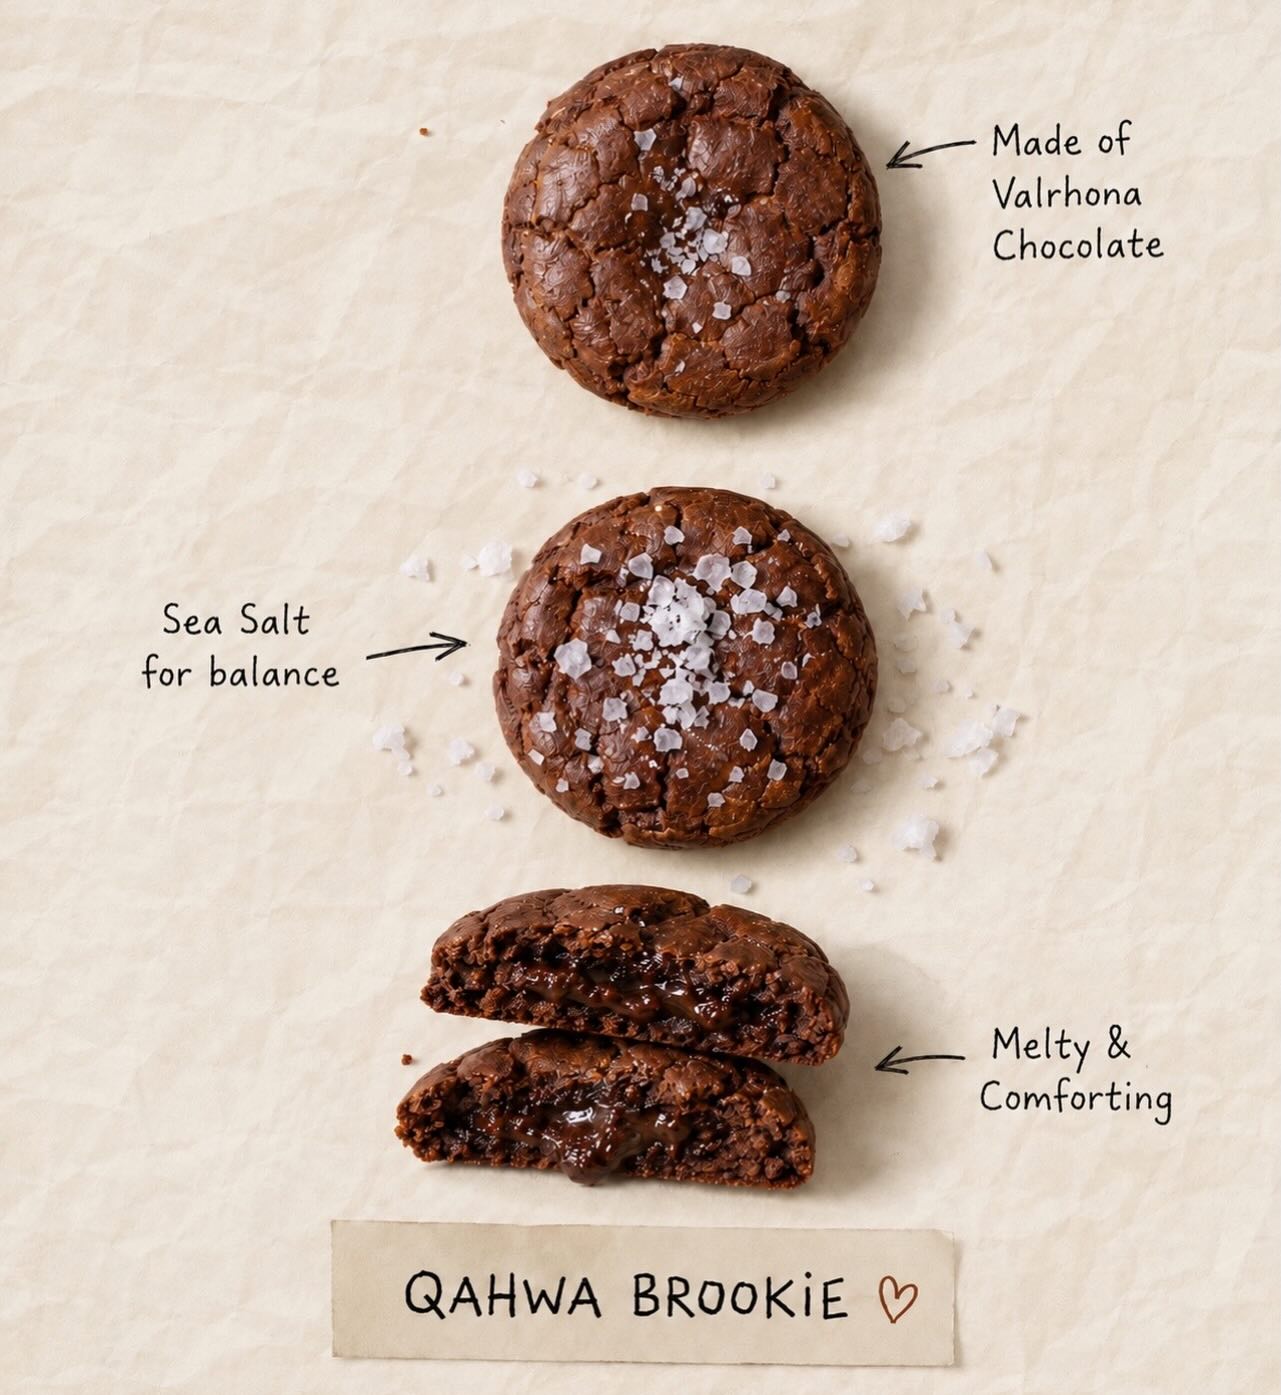 Made of
Valrhona
Chocolate
Sea Salt
for balance
Melty &
Comforting
QAHWA BROOKiE ♡